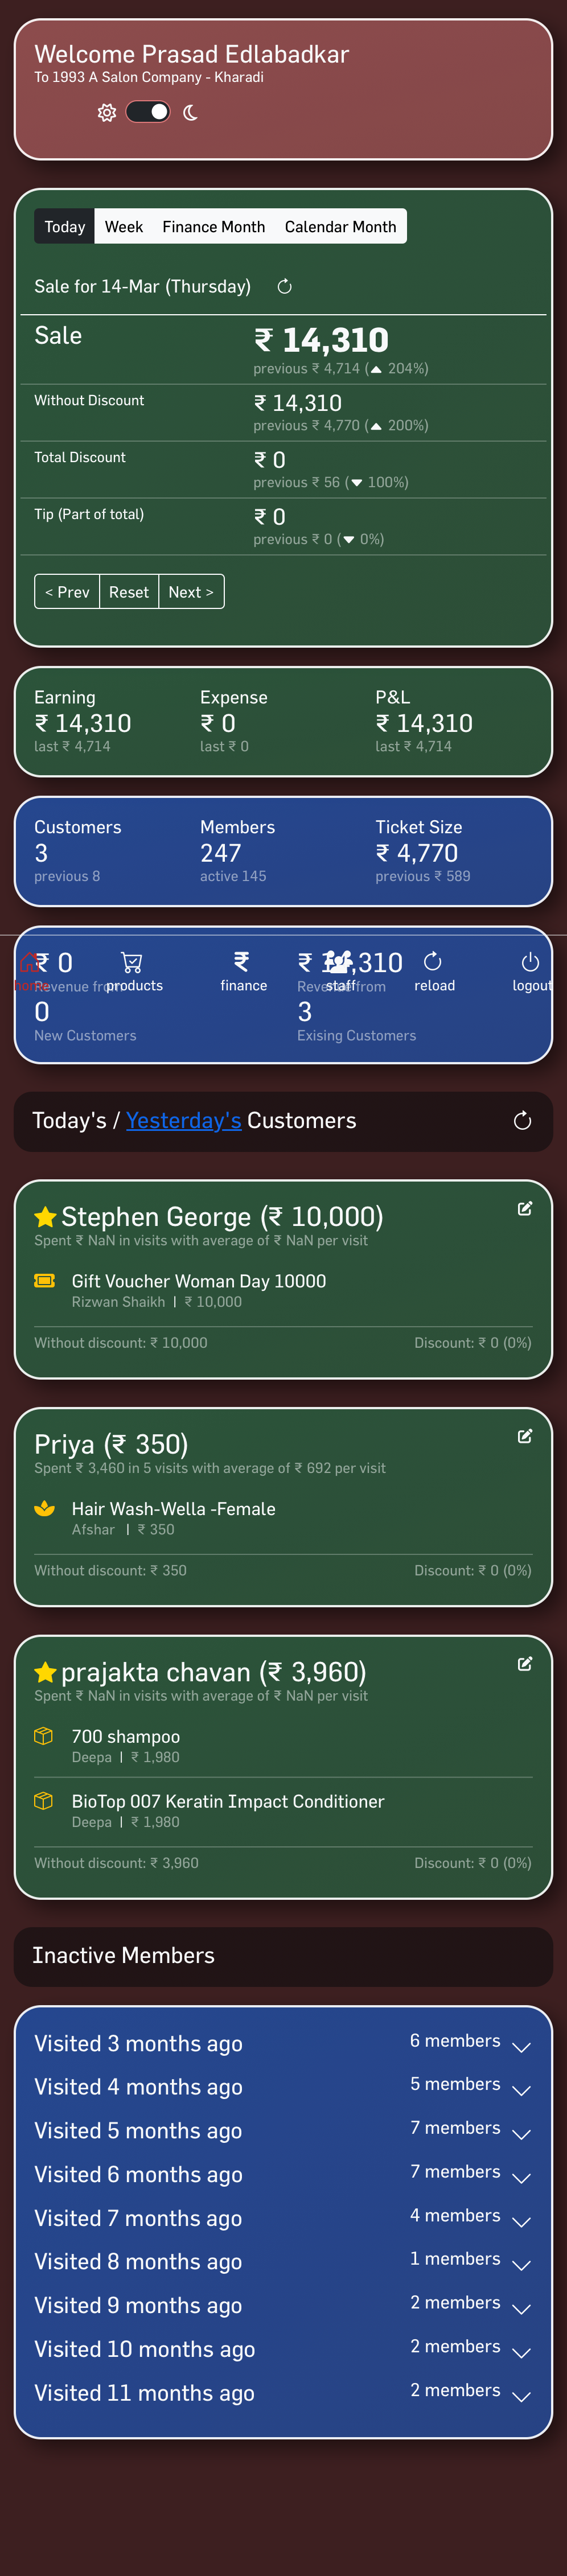 Welcome Prasad Edlabadkar
To 1993 A Salon Company - Kharadi
Today Week Finance Month Calendar Month
Sale for 14-Mar (Thursday)
Sale ₹ 14,310
previous ₹ 4,714 (▲ 204%)
Without Discount ₹ 14,310
previous ₹ 4,770 (▲ 200%)
Total Discount ₹ 0
previous ₹ 56 (▼ 100%)
Tip (Part of total) ₹ 0
previous ₹ 0 (▼ 0%)
< Prev Reset Next >
Earning Expense P&L
₹ 14,310 ₹ 0 ₹ 14,310
last ₹ 4,714 last ₹ 0 last ₹ 4,714
Customers Members Ticket Size
3 247 ₹ 4,770
previous 8 active 145 previous ₹ 589
₹ 0 ₹ 14,310
Revenue from Revenue from
home products ₹ finance staff reload logout
0 3
New Customers Exising Customers
Today's / Yesterday's Customers
Stephen George (₹ 10,000)
Spent ₹ NaN in visits with average of ₹ NaN per visit
Gift Voucher Woman Day 10000
Rizwan Shaikh | ₹ 10,000
Without discount: ₹ 10,000 Discount: ₹ 0 (0%)
Priya (₹ 350)
Spent ₹ 3,460 in 5 visits with average of ₹ 692 per visit
Hair Wash-Wella -Female
Afshar | ₹ 350
Without discount: ₹ 350 Discount: ₹ 0 (0%)
prajakta chavan (₹ 3,960)
Spent ₹ NaN in visits with average of ₹ NaN per visit
700 shampoo
Deepa | ₹ 1,980
BioTop 007 Keratin Impact Conditioner
Deepa | ₹ 1,980
Without discount: ₹ 3,960 Discount: ₹ 0 (0%)
Inactive Members
Visited 3 months ago 6 members
Visited 4 months ago 5 members
Visited 5 months ago 7 members
Visited 6 months ago 7 members
Visited 7 months ago 4 members
Visited 8 months ago 1 members
Visited 9 months ago 2 members
Visited 10 months ago 2 members
Visited 11 months ago 2 members